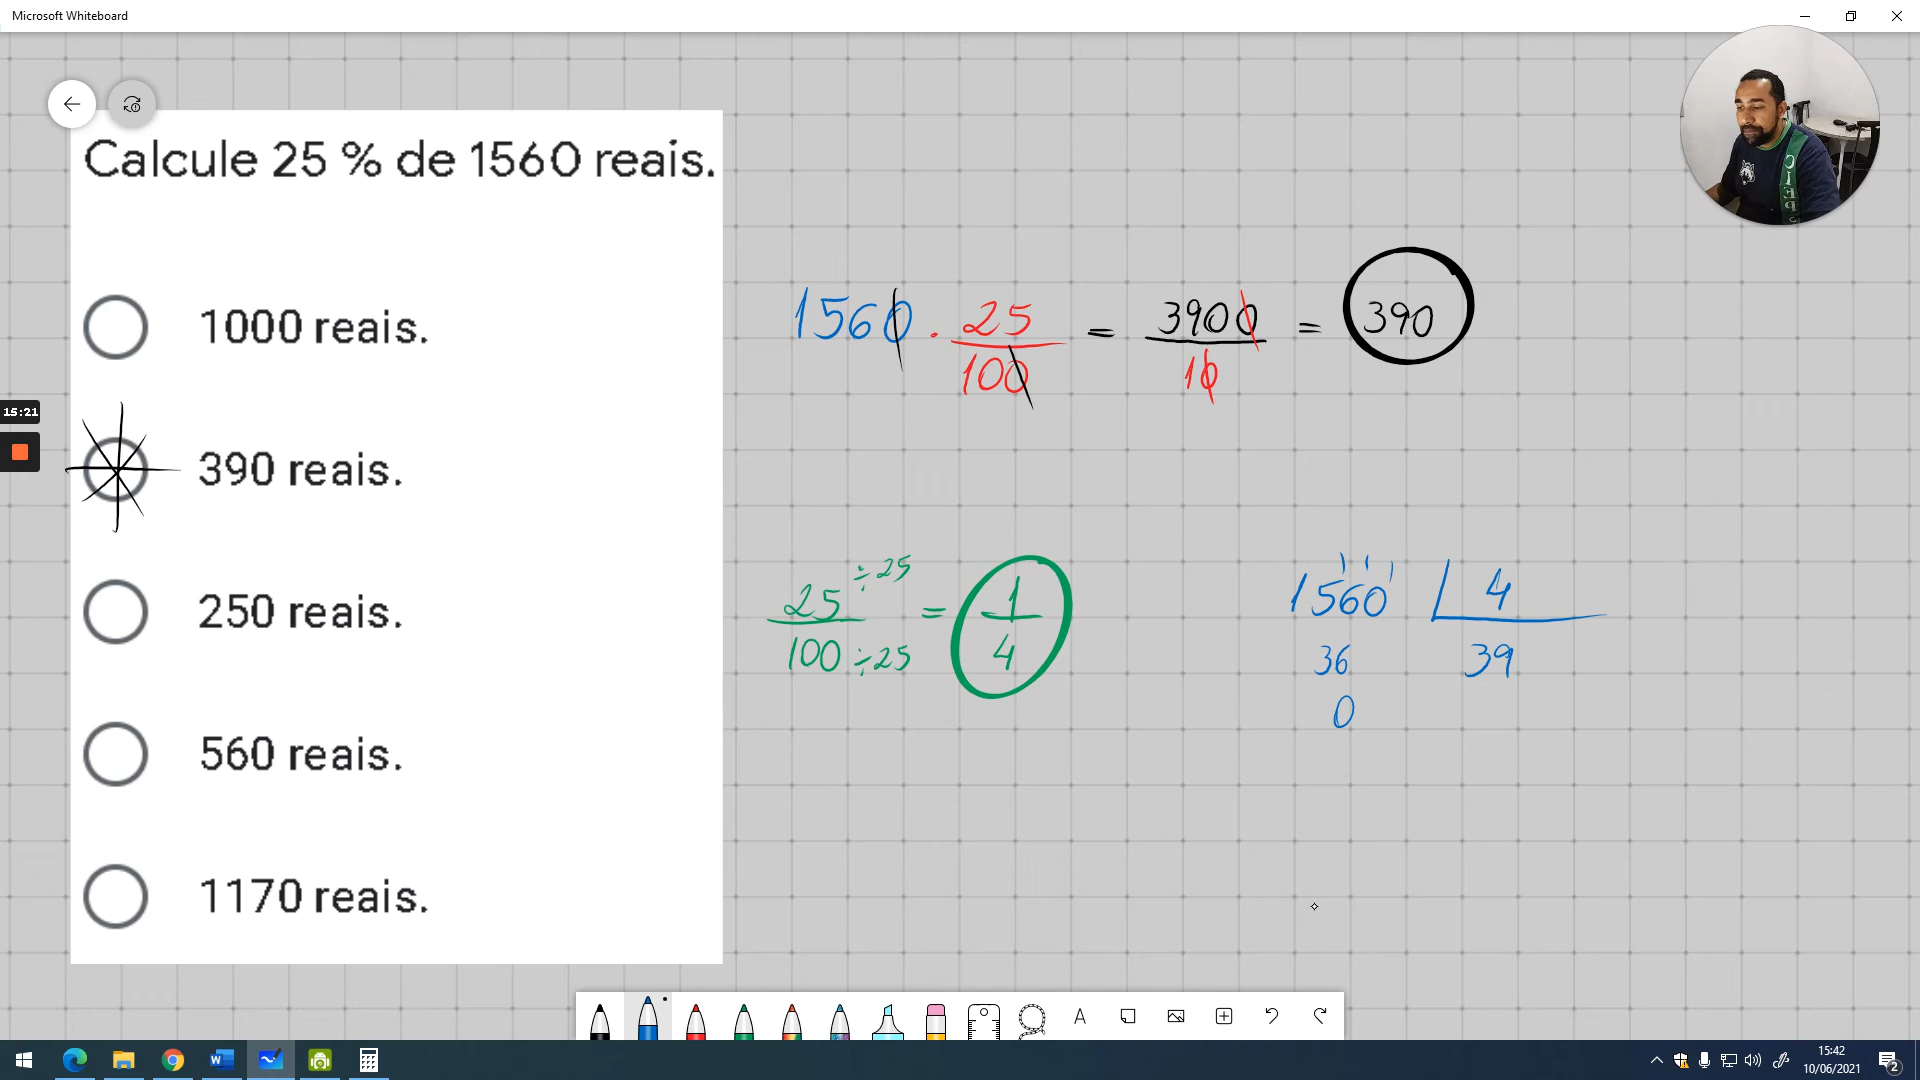 Microsoft Whiteboard
Calcule 25 % de 1560 reais.
1000 reais.
390 reais.
250 reais.
560 reais.
1170 reais.
1560 . 25/100 = 3900/10 = 390
25 ÷25 / 100 ÷25 = 1/4
1560 4
36 39
0
15:21
A
15:42
10/06/2021
2